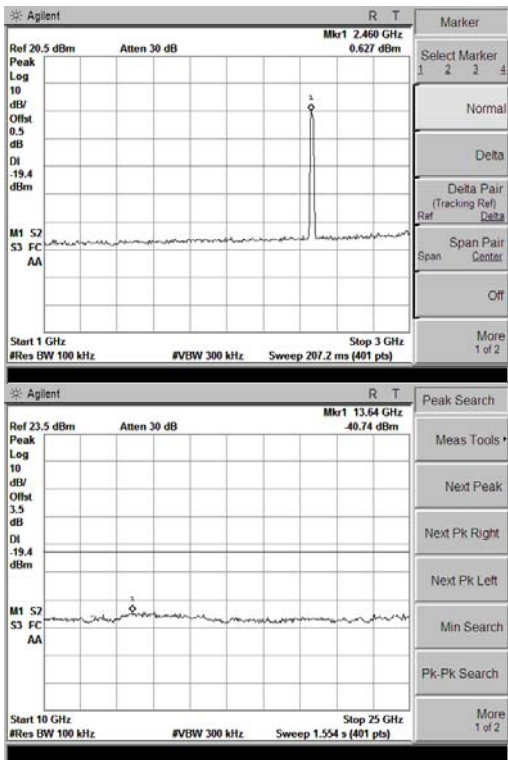 Agilent R T
Mkr1 2.460 GHz
Ref 20.5 dBm Atten 30 dB 0.627 dBm
Peak
Log
10
dB/
Offst
0.5
dB
DI
-19.4
dBm
M1 S2
S3 FC
AA
1
Start 1 GHz Stop 3 GHz
#Res BW 100 kHz #VBW 300 kHz Sweep 207.2 ms (401 pts)
Marker
Select Marker
1 2 3 4
Normal
Delta
Delta Pair
(Tracking Ref)
Ref Delta
Span Pair
Span Center
Off
More
1 of 2
Agilent R T
Mkr1 13.64 GHz
Ref 23.5 dBm Atten 30 dB -40.74 dBm
Peak
Log
10
dB/
Offst
3.5
dB
DI
-19.4
dBm
M1 S2
S3 FC
AA
1
Start 10 GHz Stop 25 GHz
#Res BW 100 kHz #VBW 300 kHz Sweep 1.554 s (401 pts)
Peak Search
Meas Tools
Next Peak
Next Pk Right
Next Pk Left
Min Search
Pk-Pk Search
More
1 of 2